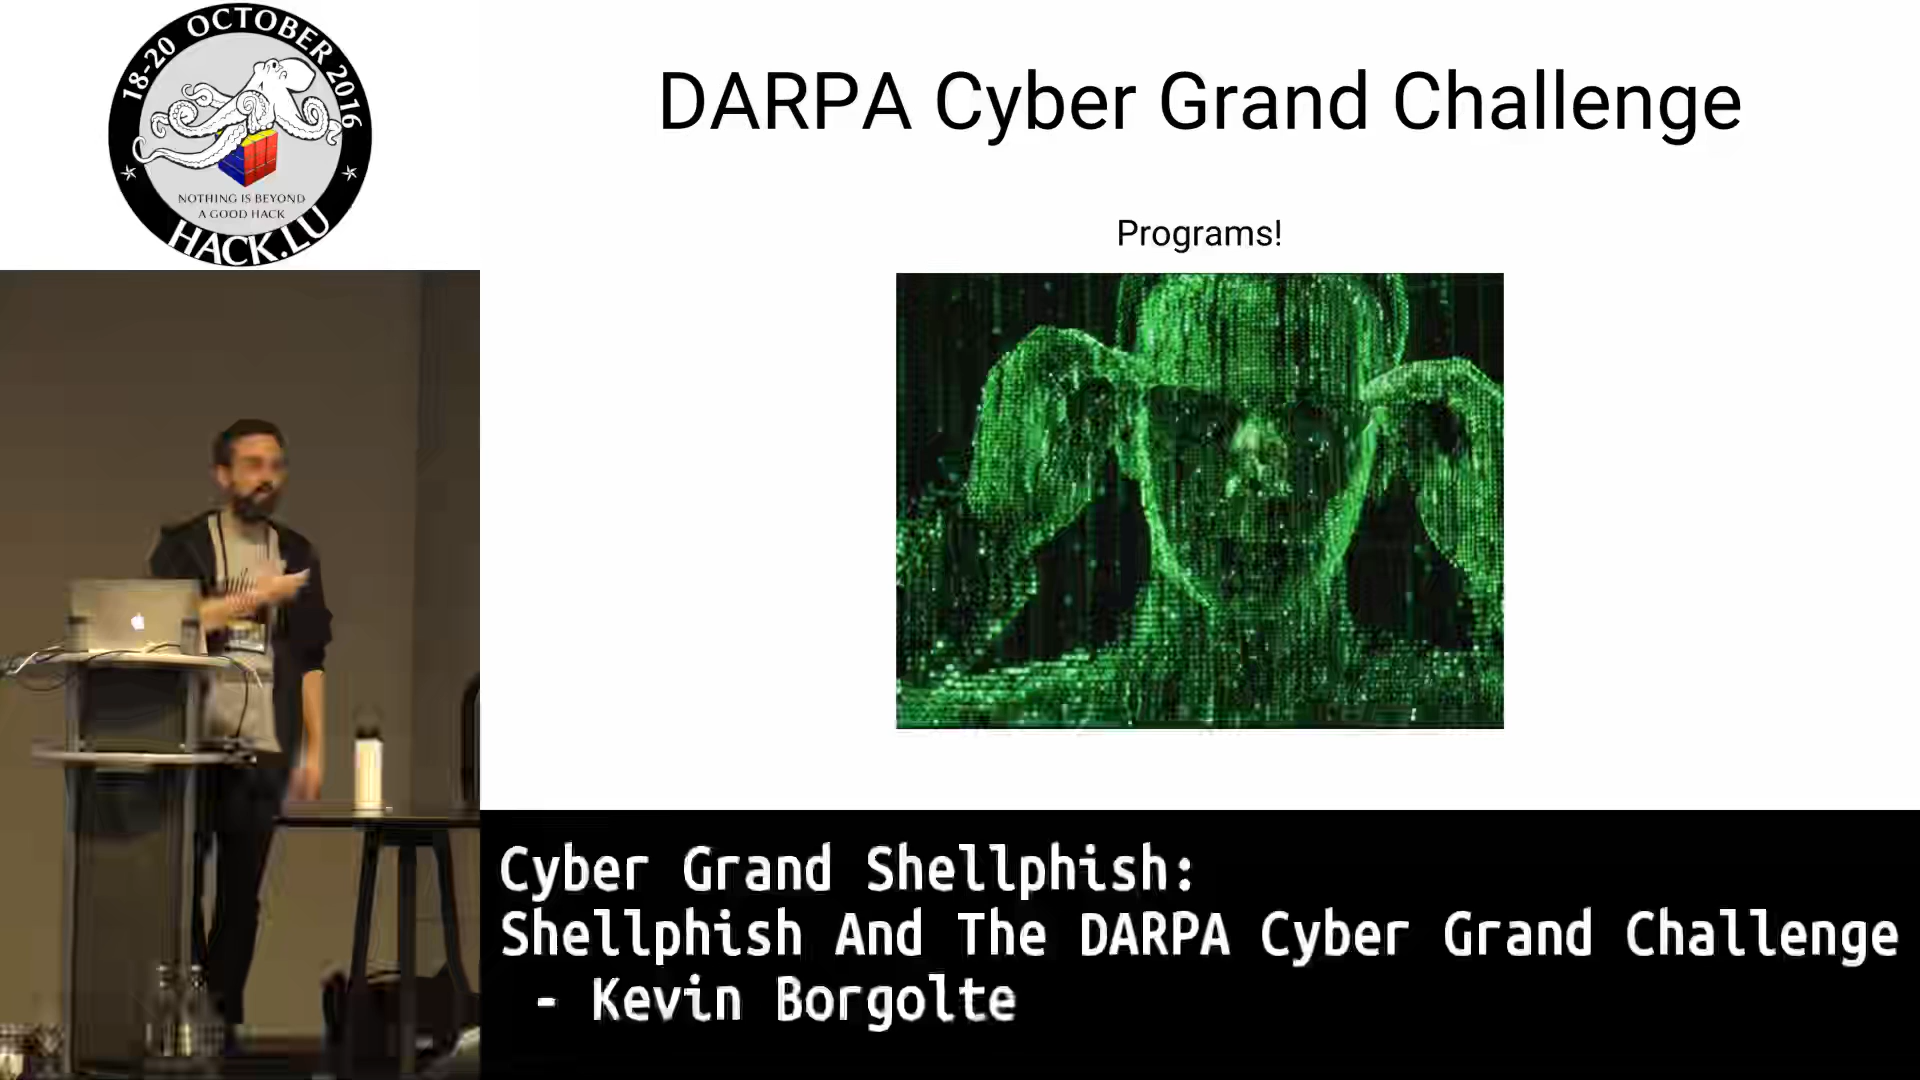 18-20 OCTOBER 2016
NOTHING IS BEYOND
A GOOD HACK
HACK.LU
DARPA Cyber Grand Challenge
Programs!
Cyber Grand Shellphish:
Shellphish And The DARPA Cyber Grand Challenge
- Kevin Borgolte